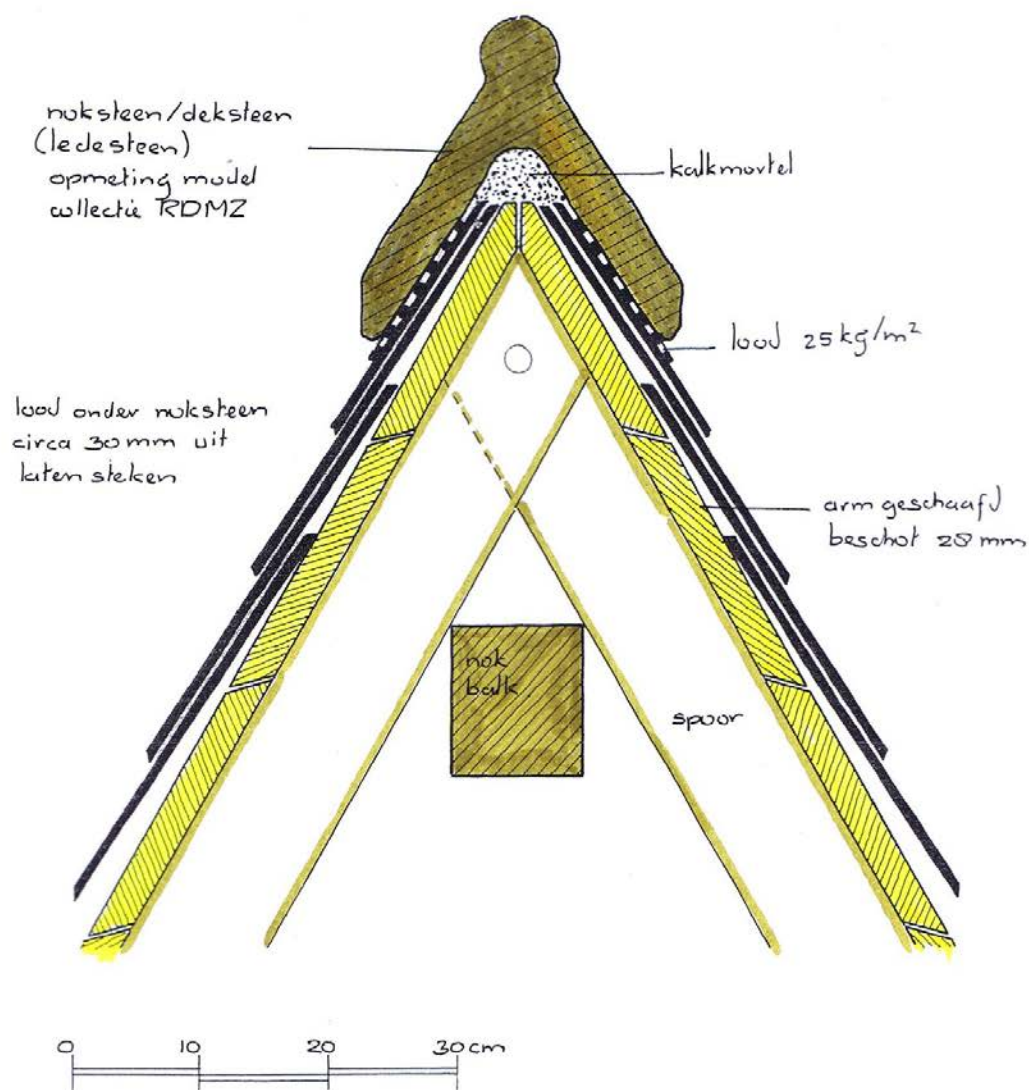 noksteen/deksteen
(ledesteen)
opmeting model
collectie RDMZ
kalkmortel
lood 25 kg/m²
lood onder noksteen
circa 30 mm uit
laten steken
arm geschaafd
beschot 28 mm
nok
balk
spoor
0 10 20 30 cm